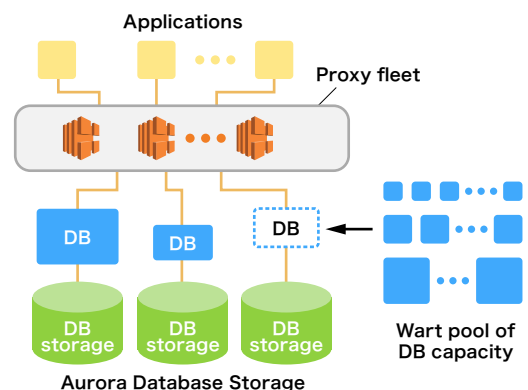 Applications
Proxy fleet
DB
DB
DB
DB
storage
DB
storage
DB
storage
Wart pool of
DB capacity
Aurora Database Storage